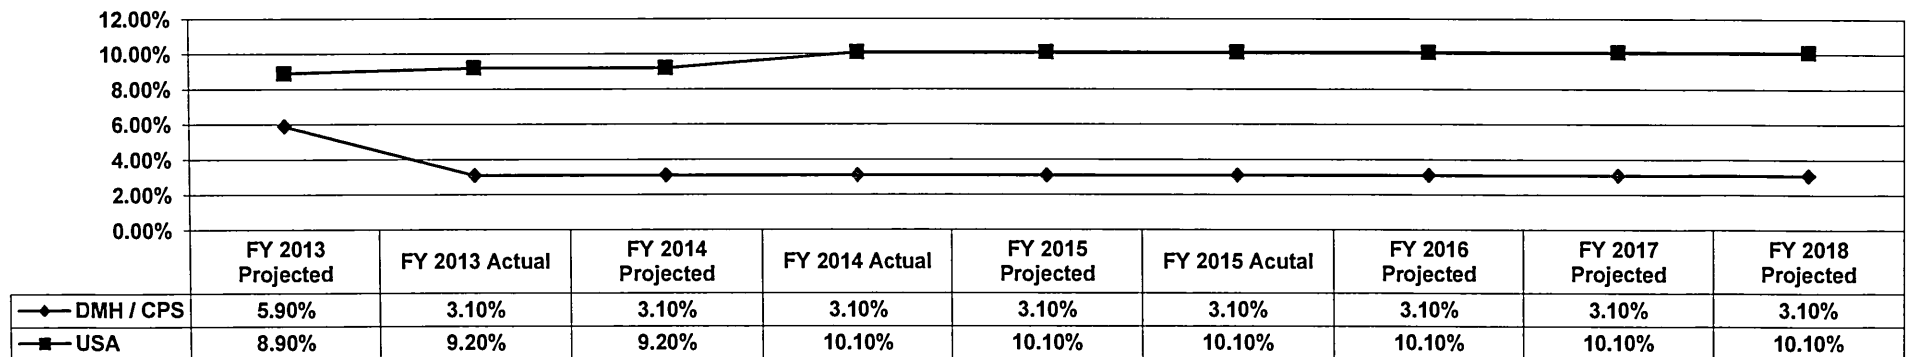 12.00%
10.00%
8.00%
6.00%
4.00%
2.00%
0.00%
FY 2013 Projected
FY 2013 Actual
FY 2014 Projected
FY 2014 Actual
FY 2015 Projected
FY 2015 Acutal
FY 2016 Projected
FY 2017 Projected
FY 2018 Projected
DMH / CPS 5.90% 3.10% 3.10% 3.10% 3.10% 3.10% 3.10% 3.10% 3.10%
USA 8.90% 9.20% 9.20% 10.10% 10.10% 10.10% 10.10% 10.10% 10.10%